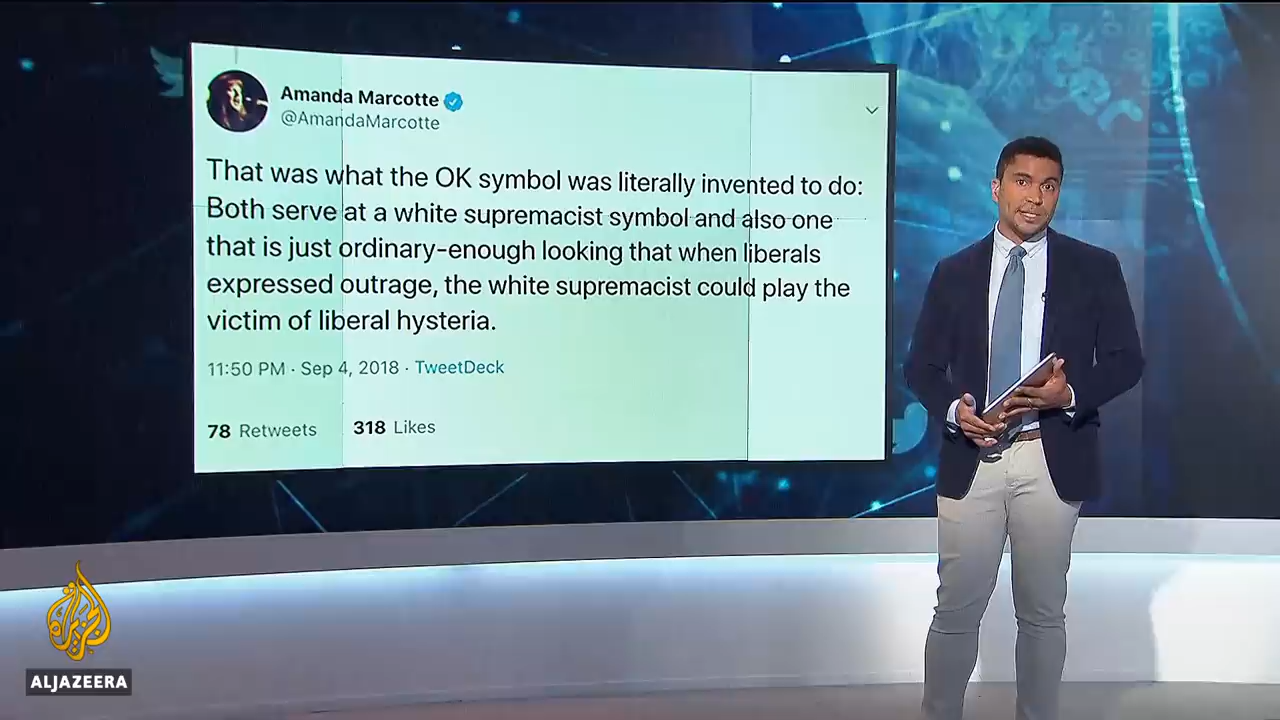 Amanda Marcotte
@AmandaMarcotte
That was what the OK symbol was literally invented to do:
Both serve at a white supremacist symbol and also one
that is just ordinary-enough looking that when liberals
expressed outrage, the white supremacist could play the
victim of liberal hysteria.
11:50 PM · Sep 4, 2018 · TweetDeck
78 Retweets 318 Likes
الجزيرة
ALJAZEERA